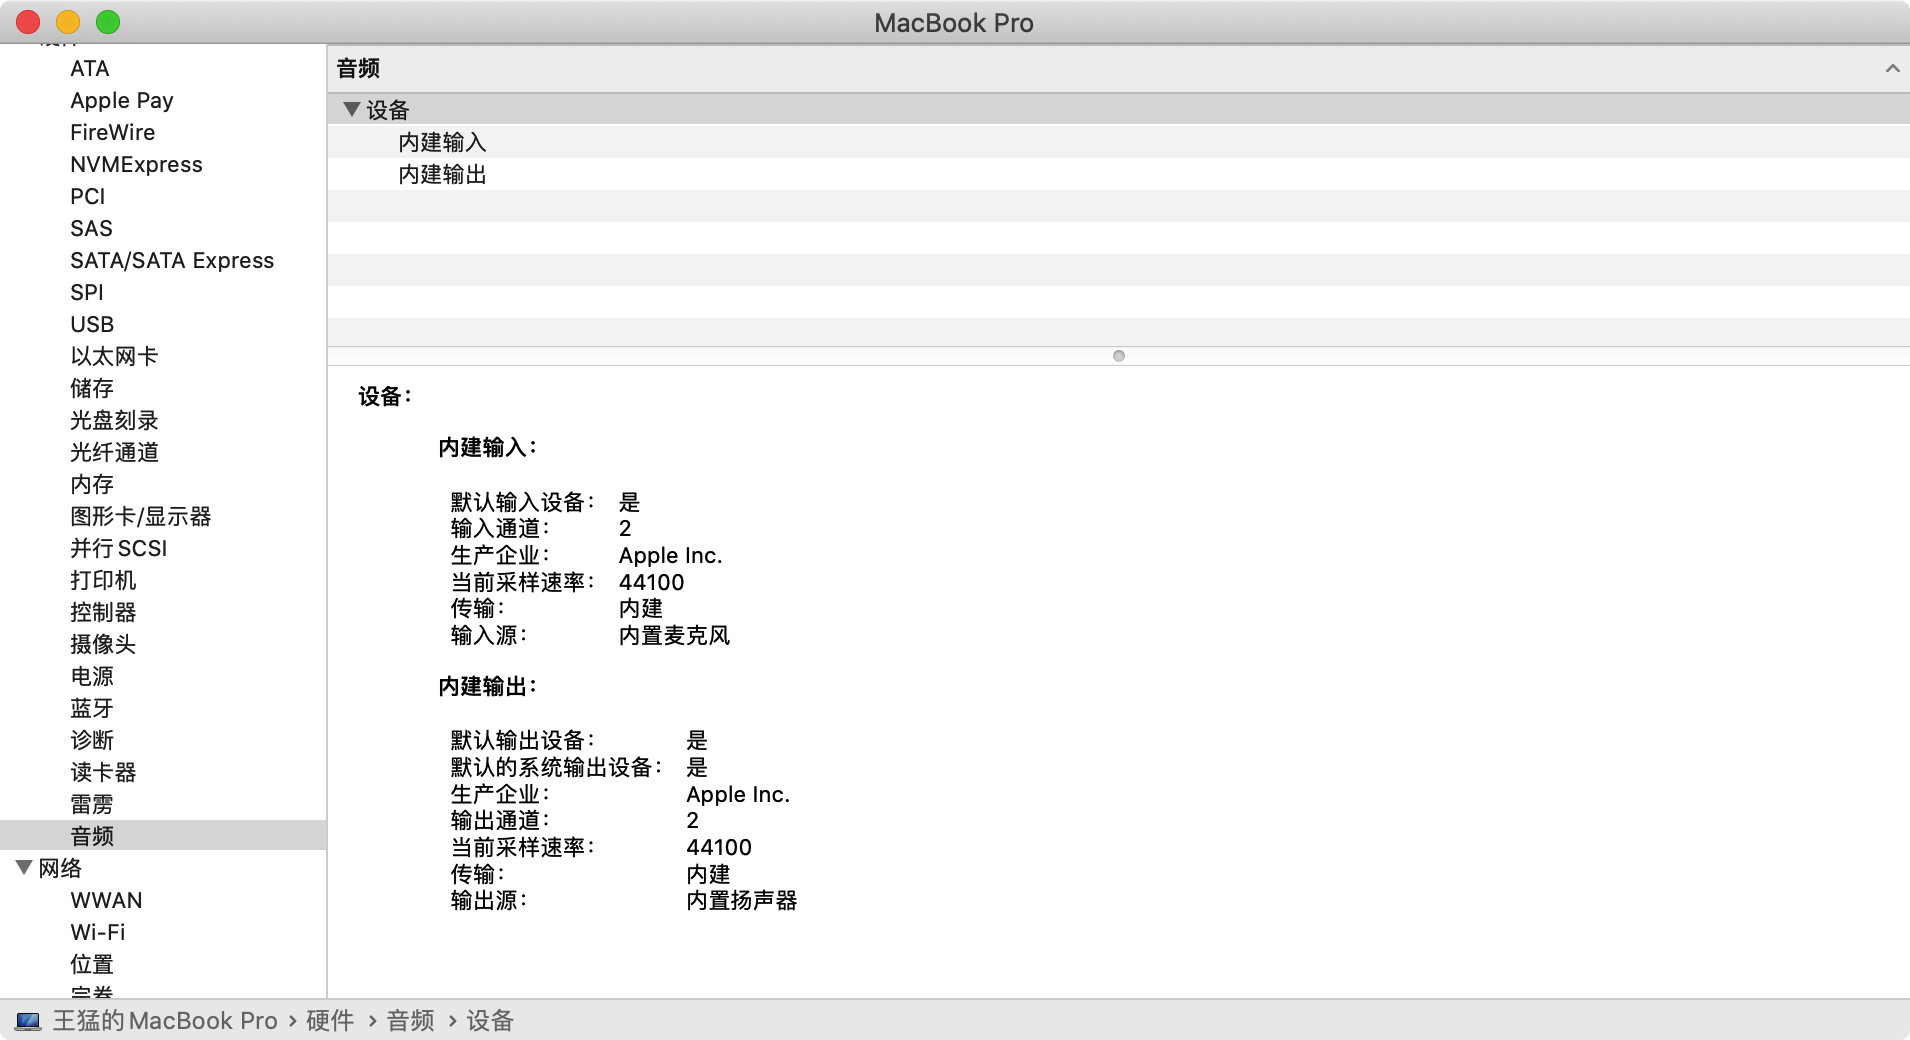 MacBook Pro
ATA
Apple Pay
FireWire
NVMExpress
PCI
SAS
SATA/SATA Express
SPI
USB
以太网卡
储存
光盘刻录
光纤通道
内存
图形卡/显示器
并行 SCSI
打印机
控制器
摄像头
电源
蓝牙
诊断
读卡器
雷雳
音频
网络
WWAN
Wi-Fi
位置
音频
设备
内建输入
内建输出
设备：
内建输入：
默认输入设备： 是
输入通道： 2
生产企业： Apple Inc.
当前采样速率： 44100
传输： 内建
输入源： 内置麦克风
内建输出：
默认输出设备： 是
默认的系统输出设备： 是
生产企业： Apple Inc.
输出通道： 2
当前采样速率： 44100
传输： 内建
输出源： 内置扬声器
王猛的MacBook Pro › 硬件 › 音频 › 设备